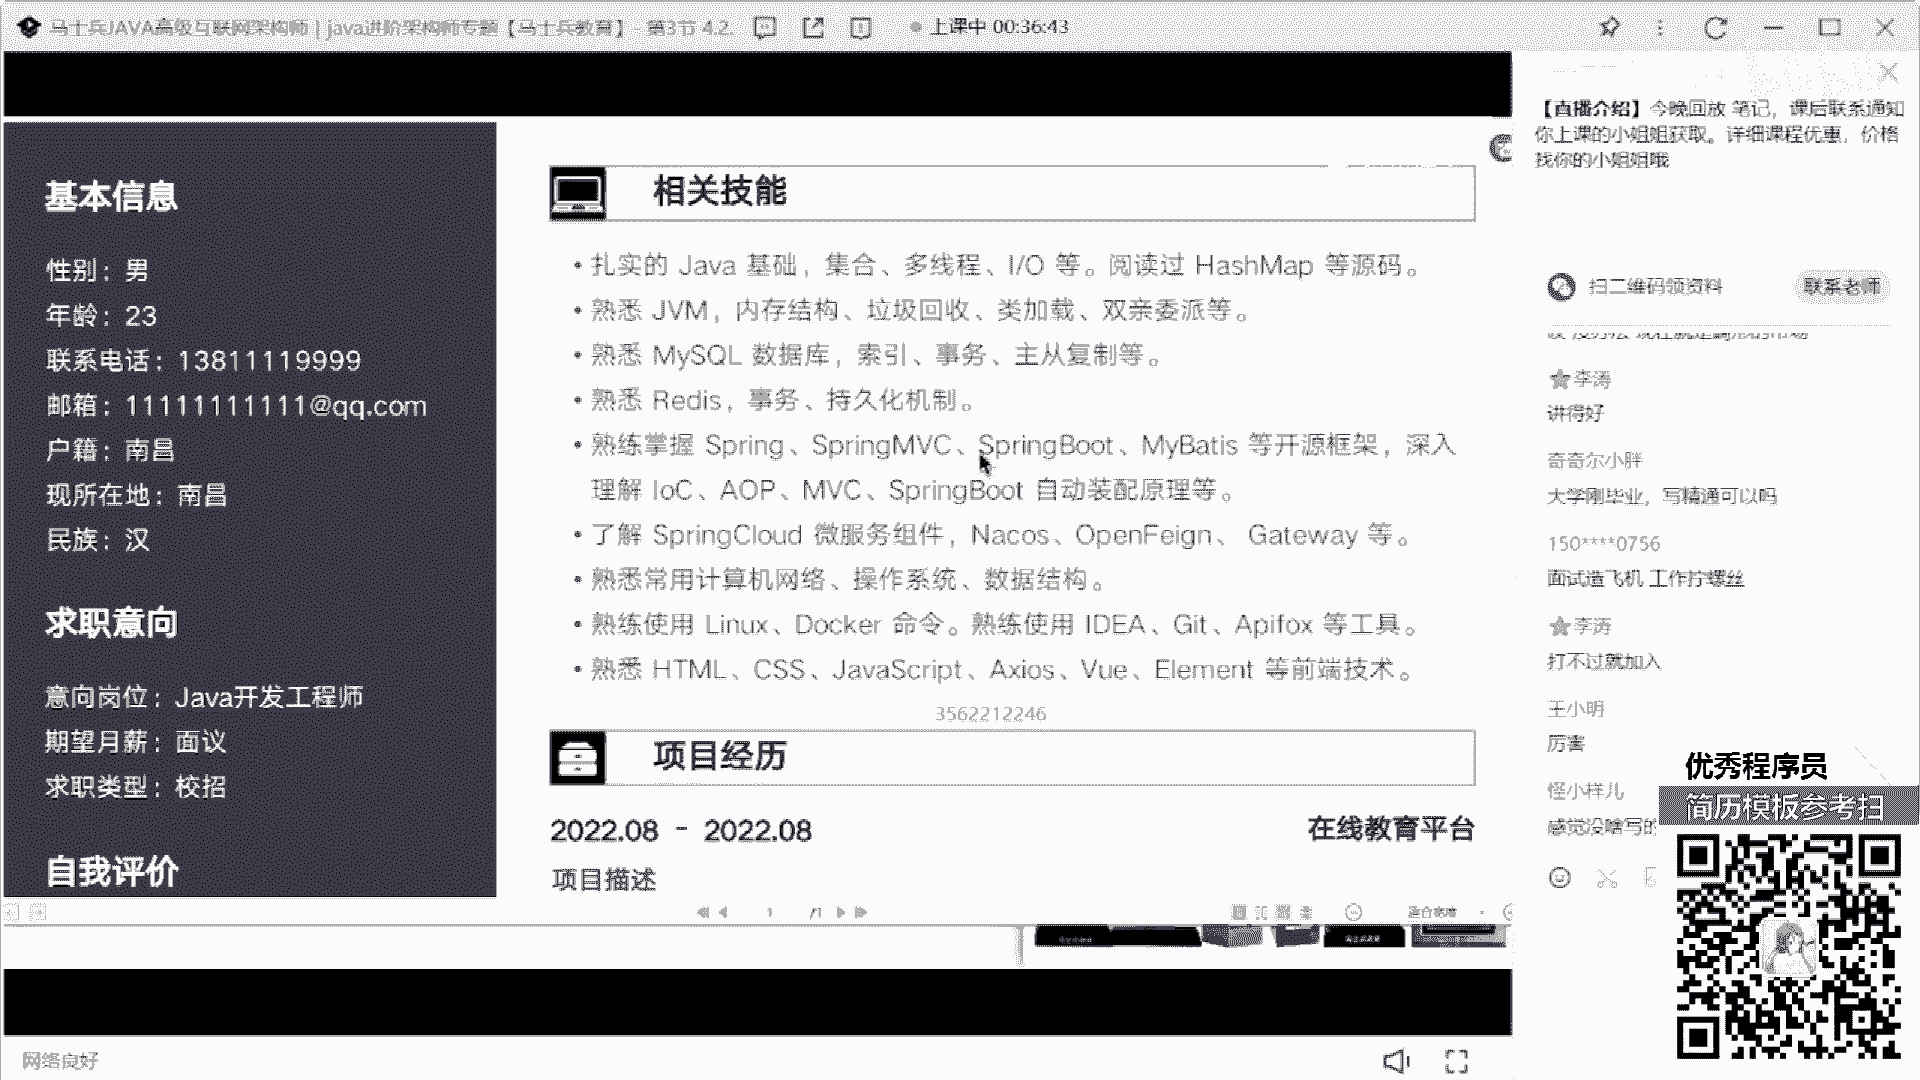 马士兵JAVA高级互联网架构师 | java进阶架构师专题【马士兵教育】 - 第3节 4.2.
上课中 00:36:43
基本信息
性别：男
年龄：23
联系电话：13811119999
邮箱：11111111111@qq.com
户籍：南昌
现所在地：南昌
民族：汉
求职意向
意向岗位：Java开发工程师
期望月薪：面议
求职类型：校招
自我评价
相关技能
• 扎实的 Java 基础，集合、多线程、I/O 等。阅读过 HashMap 等源码。
• 熟悉 JVM，内存结构、垃圾回收、类加载、双亲委派等。
• 熟悉 MySQL 数据库，索引、事务、主从复制等。
• 熟悉 Redis，事务、持久化机制。
• 熟练掌握 Spring、SpringMVC、SpringBoot、MyBatis 等开源框架，深入
理解 IoC、AOP、MVC、SpringBoot 自动装配原理等。
• 了解 SpringCloud 微服务组件，Nacos、OpenFeign、 Gateway 等。
• 熟悉常用计算机网络、操作系统、数据结构。
• 熟练使用 Linux、Docker 命令。熟练使用 IDEA、Git、Apifox 等工具。
• 熟悉 HTML、CSS、JavaScript、Axios、Vue、Element 等前端技术。
3562212246
项目经历
2022.08 - 2022.08 在线教育平台
项目描述
1 /1
适合宽度
网络良好
【直播介绍】今晚回放 笔记，课后联系通知
你上课的小姐姐获取。详细课程优惠，价格
找你的小姐姐哦
扫二维码领资料 联系老师
李涛
讲得好
奇奇尔小胖
大学刚毕业，写精通可以吗
150****0756
面试造飞机 工作拧螺丝
李涛
打不过就加入
王小明
厉害
怪小样儿
感觉没啥写的
优秀程序员
简历模板参考扫